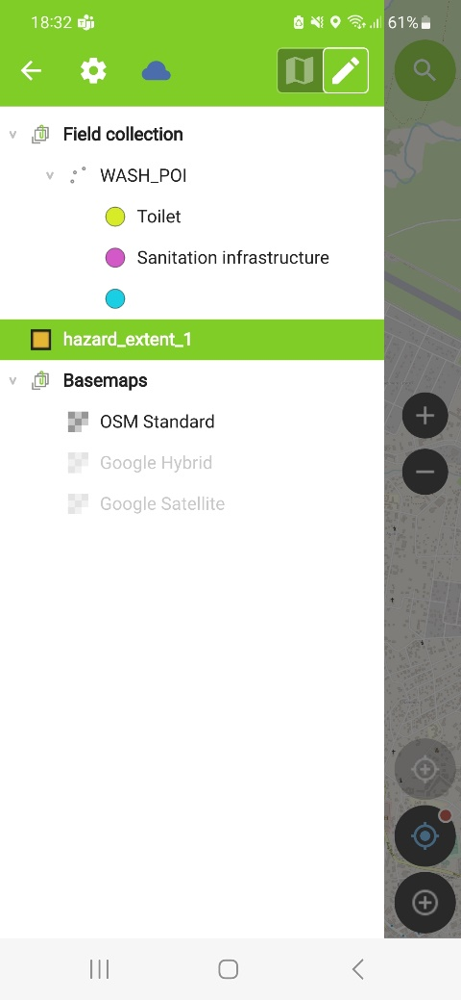 18:32
61%
Field collection
WASH_POI
Toilet
Sanitation infrastructure
hazard_extent_1
Basemaps
OSM Standard
Google Hybrid
Google Satellite